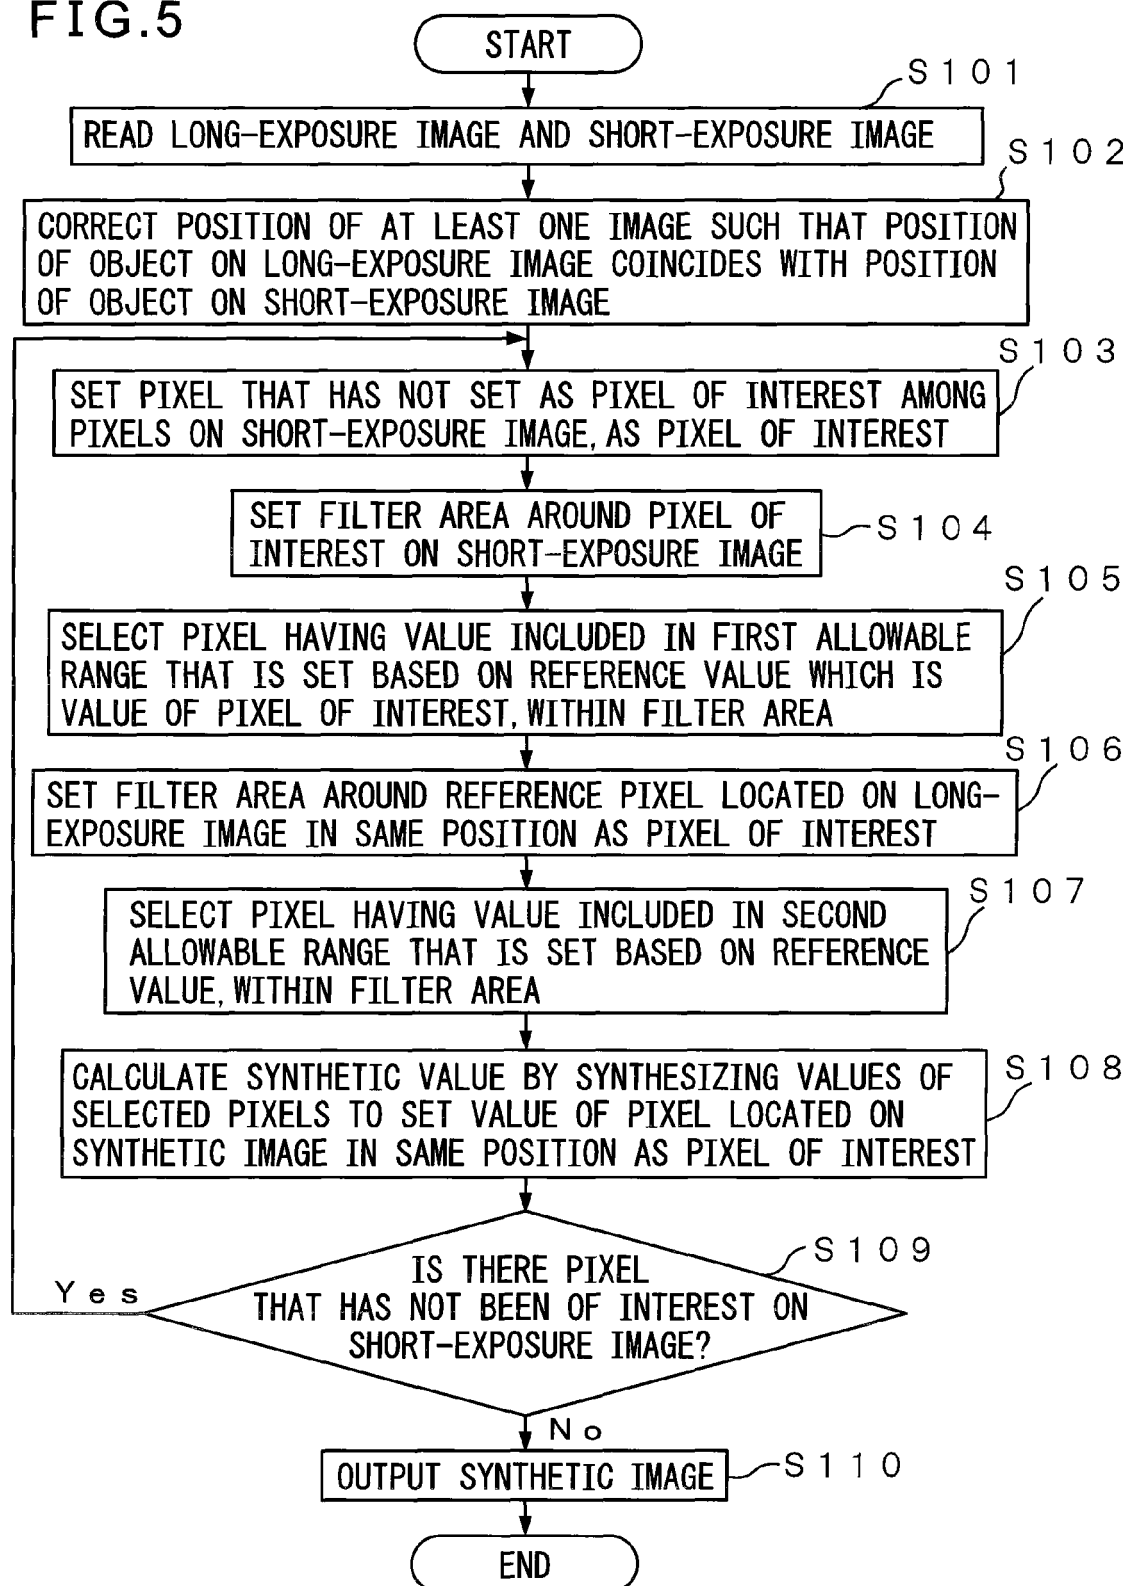 FIG.5
START
S101
READ LONG-EXPOSURE IMAGE AND SHORT-EXPOSURE IMAGE
S102
CORRECT POSITION OF AT LEAST ONE IMAGE SUCH THAT POSITION
OF OBJECT ON LONG-EXPOSURE IMAGE COINCIDES WITH POSITION
OF OBJECT ON SHORT-EXPOSURE IMAGE
S103
SET PIXEL THAT HAS NOT SET AS PIXEL OF INTEREST AMONG
PIXELS ON SHORT-EXPOSURE IMAGE, AS PIXEL OF INTEREST
SET FILTER AREA AROUND PIXEL OF
INTEREST ON SHORT-EXPOSURE IMAGE
S104
S105
SELECT PIXEL HAVING VALUE INCLUDED IN FIRST ALLOWABLE
RANGE THAT IS SET BASED ON REFERENCE VALUE WHICH IS
VALUE OF PIXEL OF INTEREST, WITHIN FILTER AREA
S106
SET FILTER AREA AROUND REFERENCE PIXEL LOCATED ON LONG-
EXPOSURE IMAGE IN SAME POSITION AS PIXEL OF INTEREST
S107
SELECT PIXEL HAVING VALUE INCLUDED IN SECOND
ALLOWABLE RANGE THAT IS SET BASED ON REFERENCE
VALUE, WITHIN FILTER AREA
S108
CALCULATE SYNTHETIC VALUE BY SYNTHESIZING VALUES OF
SELECTED PIXELS TO SET VALUE OF PIXEL LOCATED ON
SYNTHETIC IMAGE IN SAME POSITION AS PIXEL OF INTEREST
S109
IS THERE PIXEL
THAT HAS NOT BEEN OF INTEREST ON
SHORT-EXPOSURE IMAGE?
Yes
No
OUTPUT SYNTHETIC IMAGE
S110
END